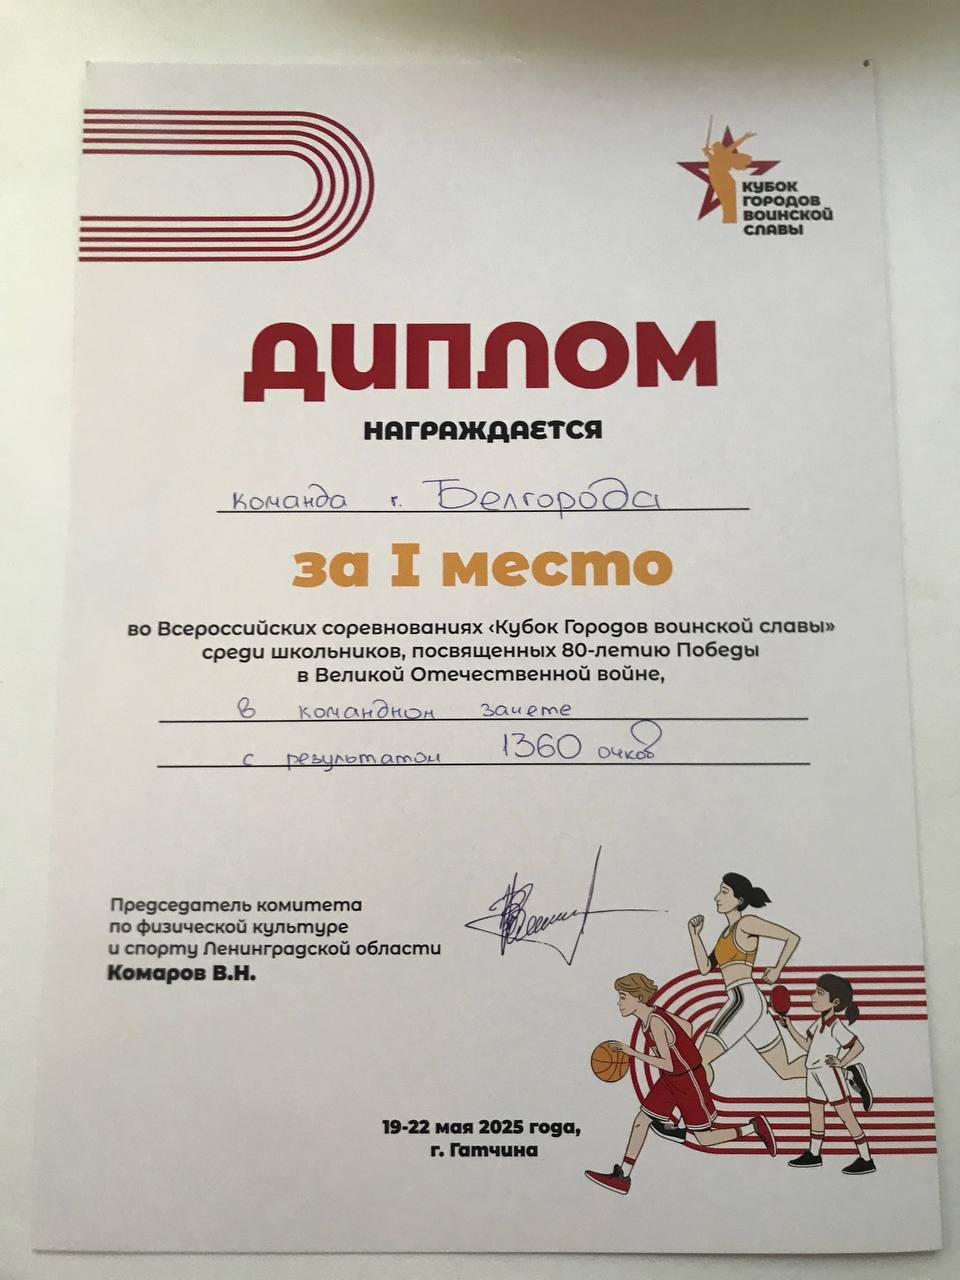 КУБОК
ГОРОДОВ
ВОИНСКОЙ
СЛАВЫ
ДИПЛОМ
НАГРАЖДАЕТСЯ
команда г. Белгорода
за I место
во Всероссийских соревнованиях ‹Кубок Городов воинской славы»
среди школьников, посвященных 80-летию Победы
в Великой Отечественной войне,
в командном зачете
с результатом 1360 очков
Председатель комитета
по физической культуре
и спорту Ленинградской области
Комаров В.Н.
19-22 мая 2025 года,
г. Гатчина